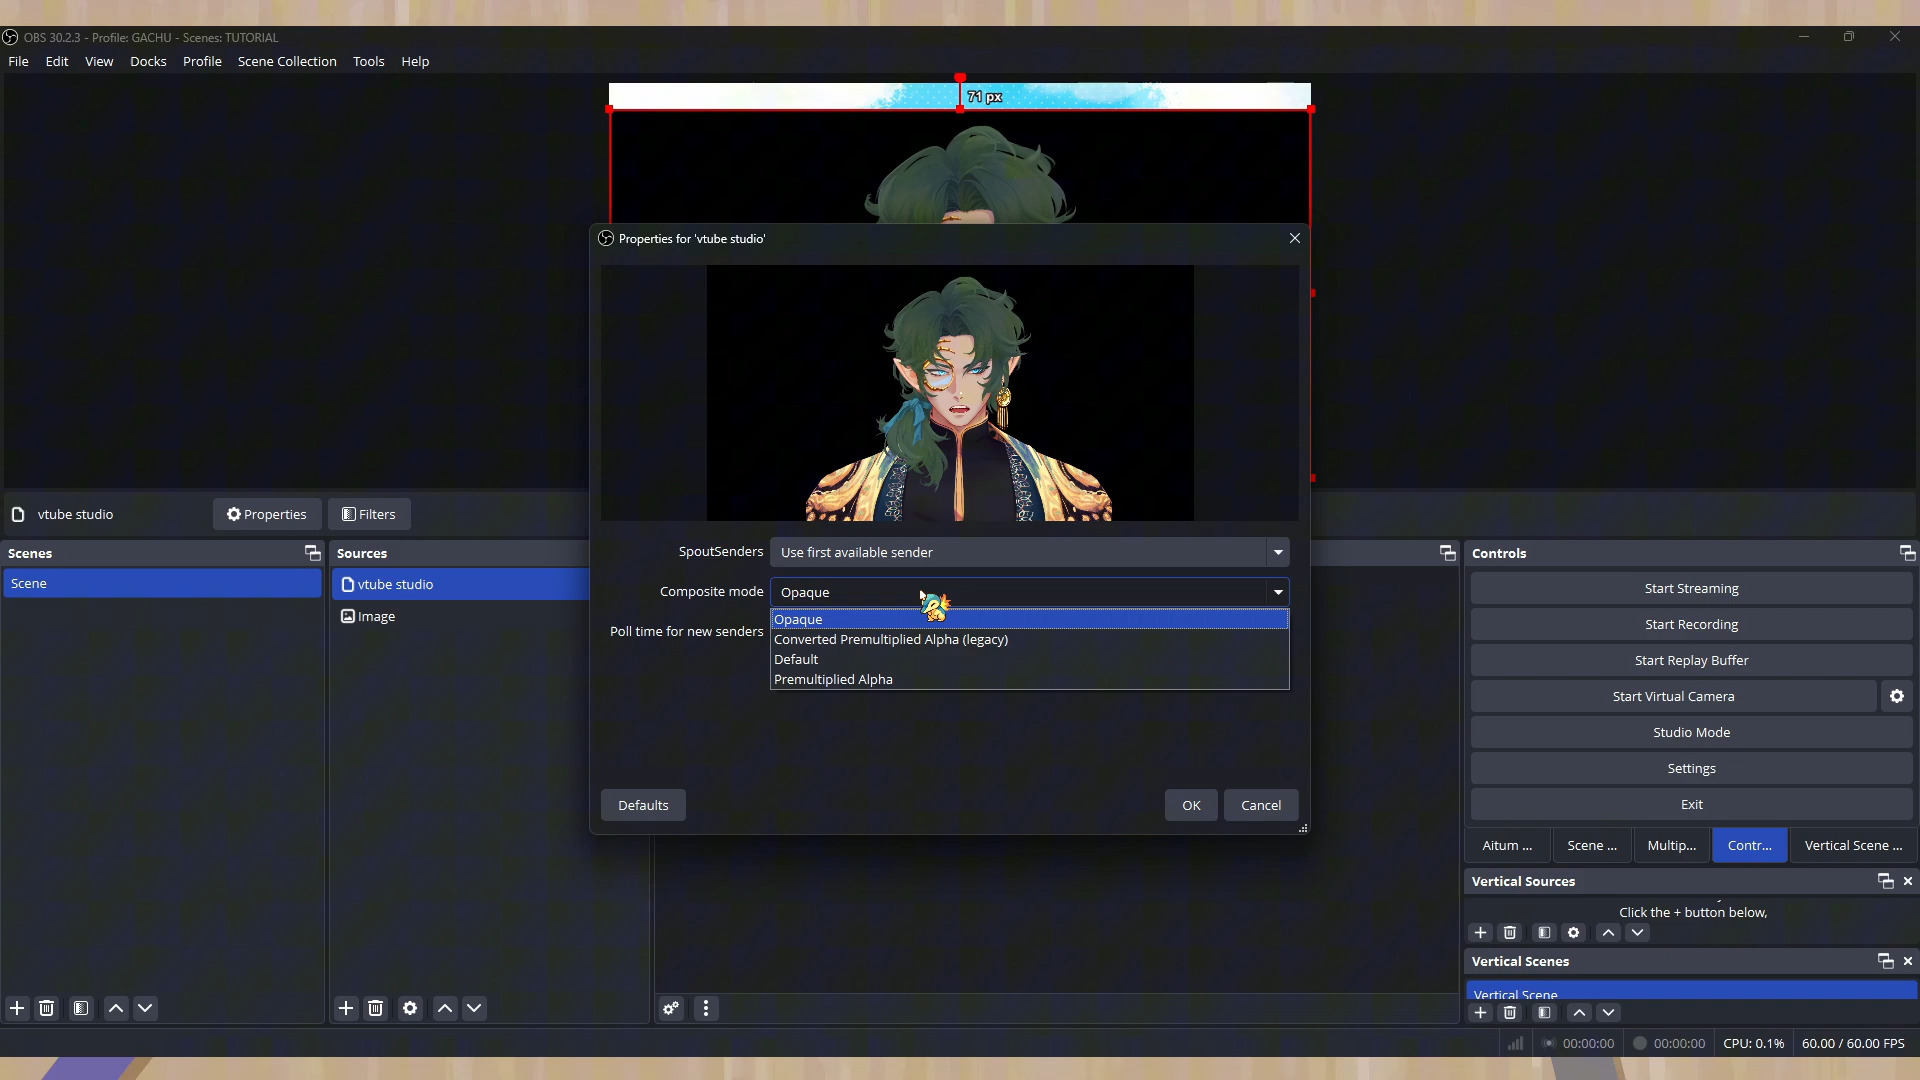 OBS 30.2.3 - Profile: GACHU - Scenes: TUTORIAL
File Edit View Docks Profile Scene Collection Tools Help
71 px
Properties for 'vtube studio'
vtube studio Properties Filters
SpoutSenders Use first available sender
Composite mode Opaque
Opaque
Poll time for new senders
Converted Premultiplied Alpha (legacy)
Default
Premultiplied Alpha
Defaults OK Cancel
Scenes
Scene
Sources
vtube studio
Image
Controls
Start Streaming
Start Recording
Start Replay Buffer
Start Virtual Camera
Studio Mode
Settings
Exit
Aitum ... Scene ... Multip... Contr... Vertical Scene ...
Vertical Sources
Click the + button below,
Vertical Scenes
Vertical Scene
00:00:00 00:00:00 CPU: 0.1% 60.00 / 60.00 FPS